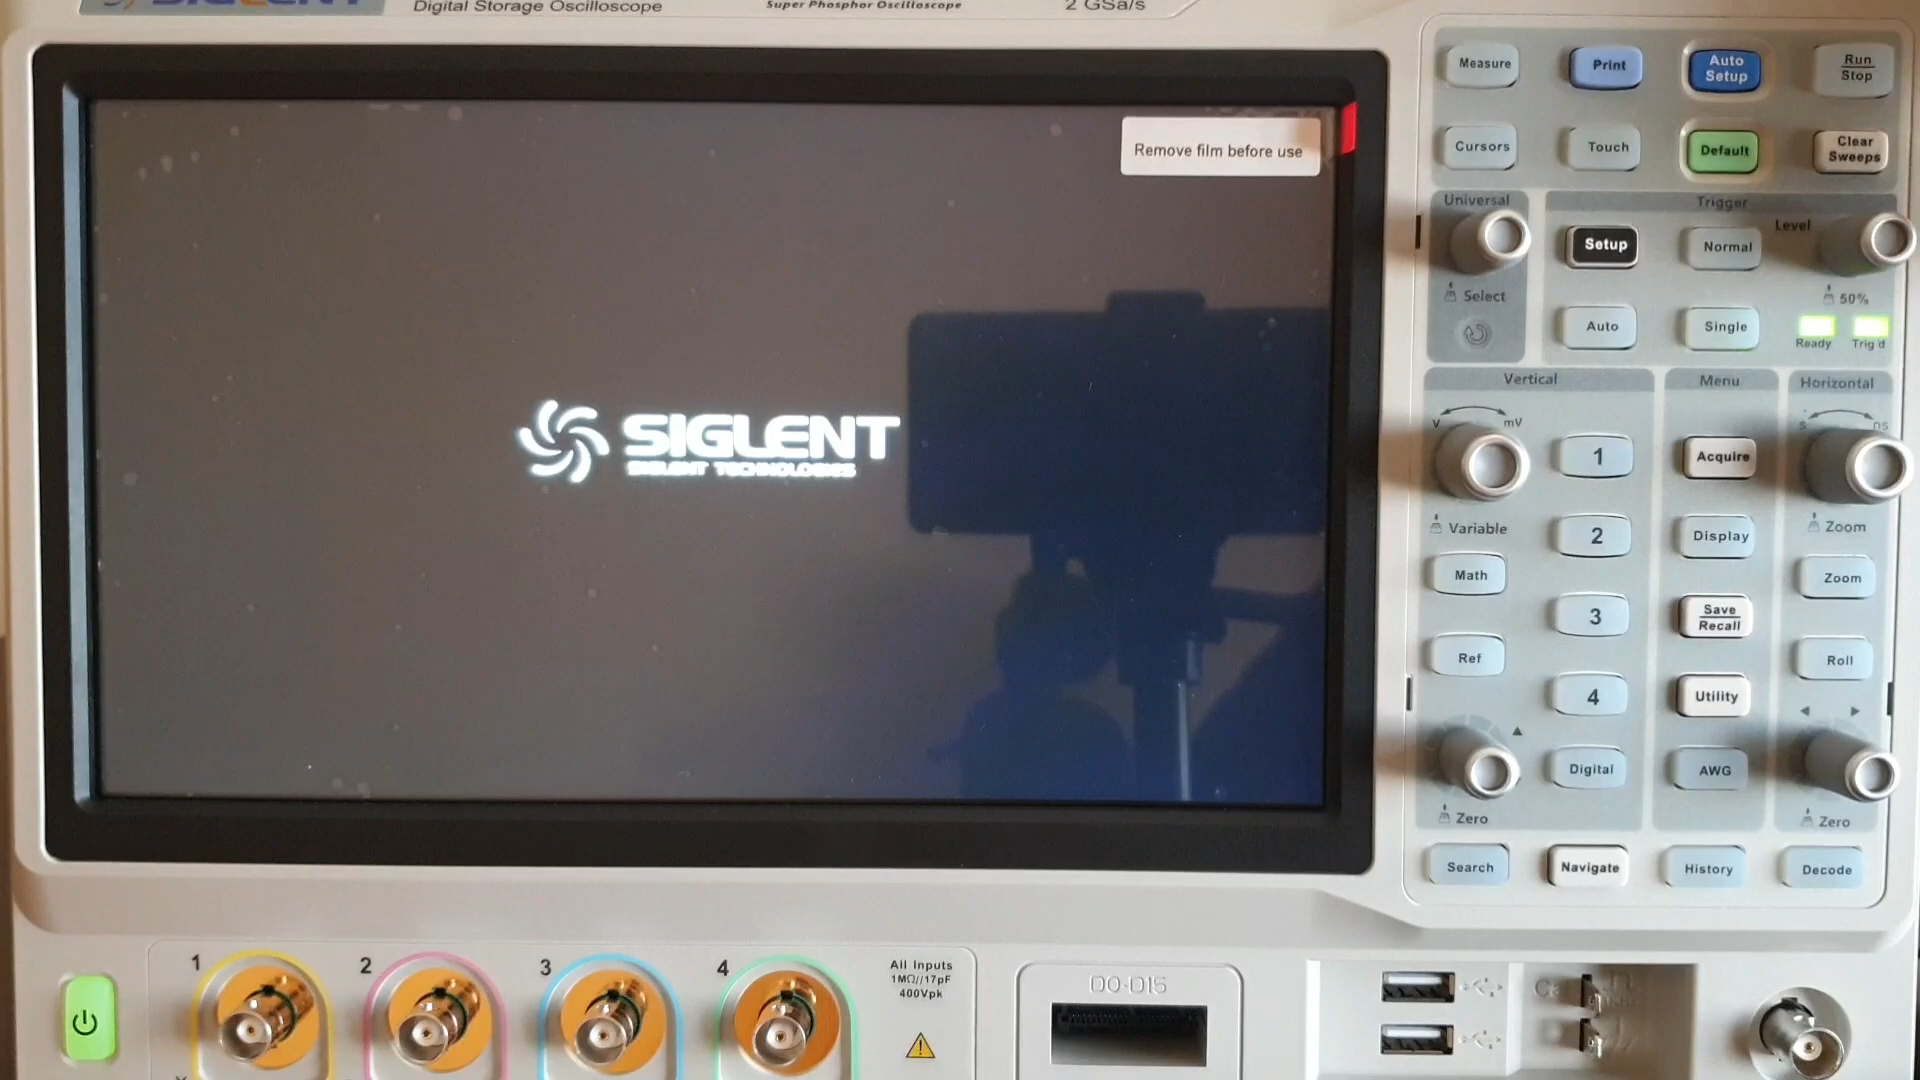 SIGLENT
Digital Storage Oscilloscope
Super Phosphor Oscilloscope
2 GSa/s
Remove film before use
SIGLENT
SIGLENT TECHNOLOGIES
Measure
Print
Auto
Setup
Run
Stop
Cursors
Touch
Default
Clear
Sweeps
Universal
Trigger
Level
Setup
Normal
Select
50%
Auto
Single
Ready
Trig'd
Vertical
Menu
Horizontal
V
mV
S
ns
1
Acquire
Variable
2
Display
Zoom
Math
Zoom
3
Save
Recall
Ref
Roll
4
Utility
Digital
AWG
Zero
Zero
Search
Navigate
History
Decode
1
2
3
4
All Inputs
1MΩ//17pF
400Vpk
D0-D15